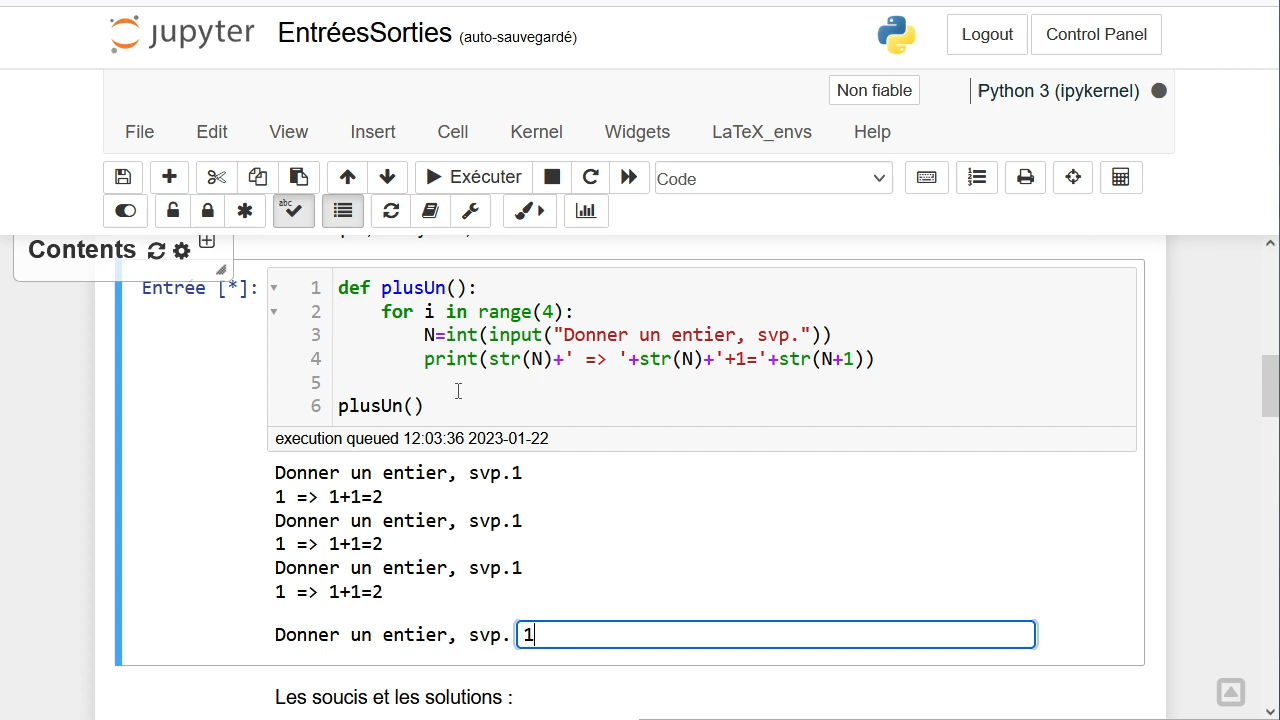 jupyter EntréesSorties (auto-sauvegardé) Logout Control Panel
Non fiable Python 3 (ipykernel)
File Edit View Insert Cell Kernel Widgets LaTeX_envs Help
Exécuter Code
abc
Contents
Entrée [*]: 1 def plusUn():
2 for i in range(4):
3 N=int(input("Donner un entier, svp."))
4 print(str(N)+' => '+str(N)+'+1='+str(N+1))
5
6 plusUn()
execution queued 12:03:36 2023-01-22
Donner un entier, svp.1
1 => 1+1=2
Donner un entier, svp.1
1 => 1+1=2
Donner un entier, svp.1
1 => 1+1=2
Donner un entier, svp. 1
Les soucis et les solutions :